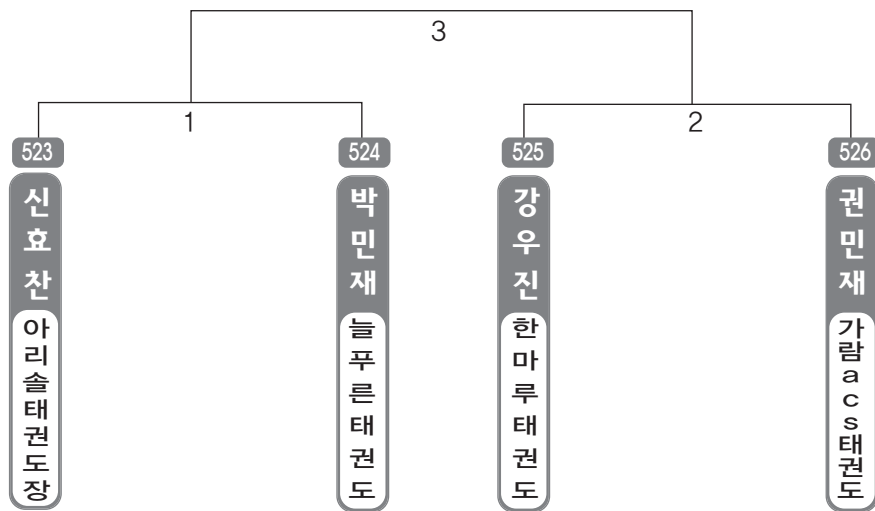 3
1
2
523
신효찬
아리솔태권도장
524
박민재
늘푸른태권도
525
강우진
한마루태권도
526
권민재
가람acs태권도